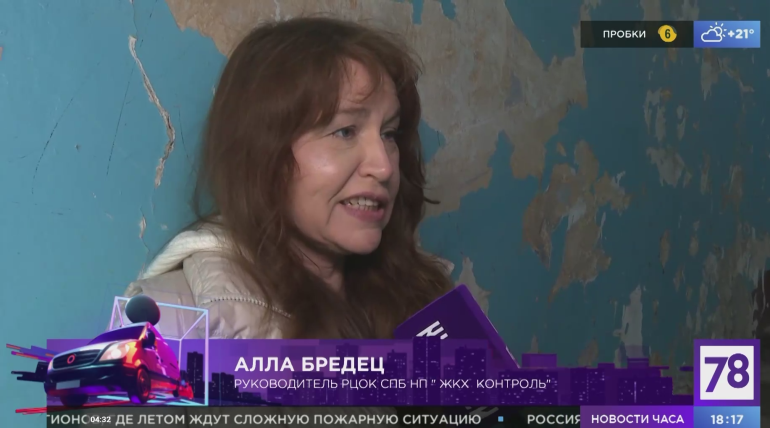 ПРОБКИ 6 +21°
АЛЛА БРЕДЕЦ
РУКОВОДИТЕЛЬ РЦОК СПБ НП " ЖКХ КОНТРОЛЬ"
78
04:32 ДЕ ЛЕТОМ ЖДУТ СЛОЖНУЮ ПОЖАРНУЮ СИТУАЦИЮ ▪ РОССИЯ НОВОСТИ ЧАСА 18:17